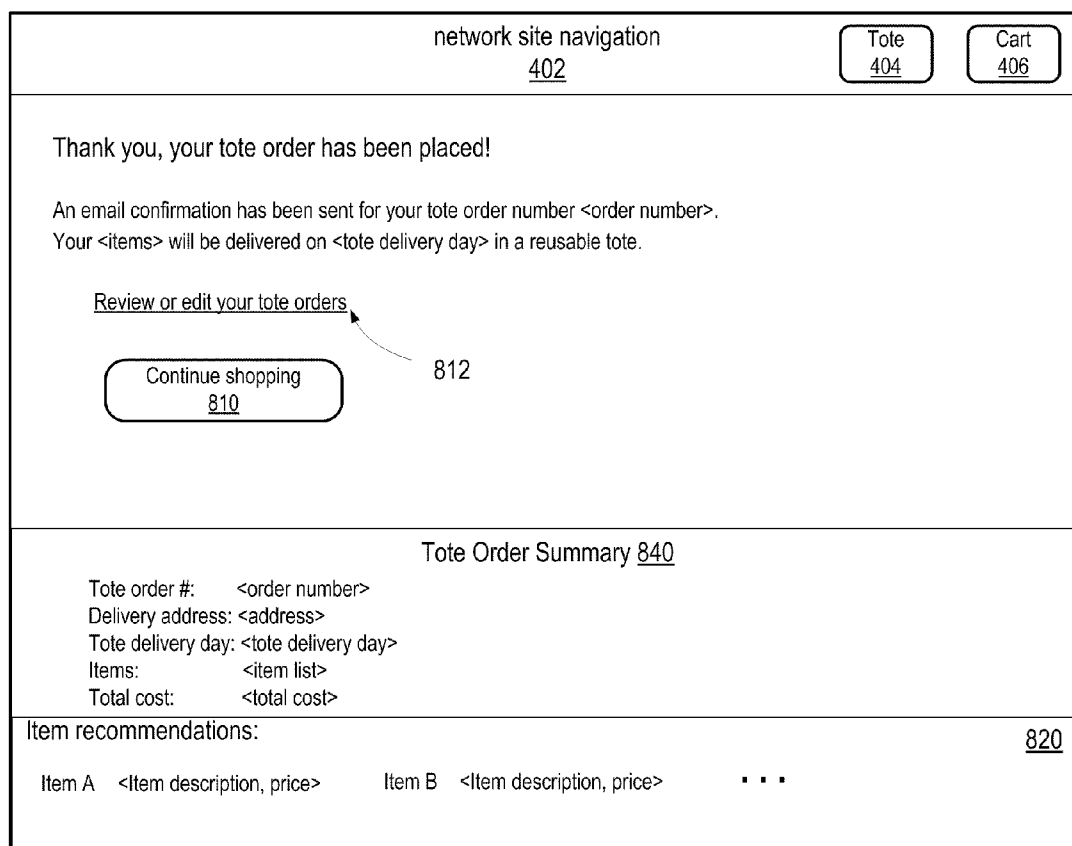 network site navigation
402
Tote
404
Cart
406
Thank you, your tote order has been placed!
An email confirmation has been sent for your tote order number <order number>.
Your <items> will be delivered on <tote delivery day> in a reusable tote.
Review or edit your tote orders
812
Continue shopping
810
Tote Order Summary 840
Tote order #: <order number>
Delivery address: <address>
Tote delivery day: <tote delivery day>
Items: <item list>
Total cost: <total cost>
Item recommendations:
820
Item A <Item description, price> Item B <Item description, price> . . .